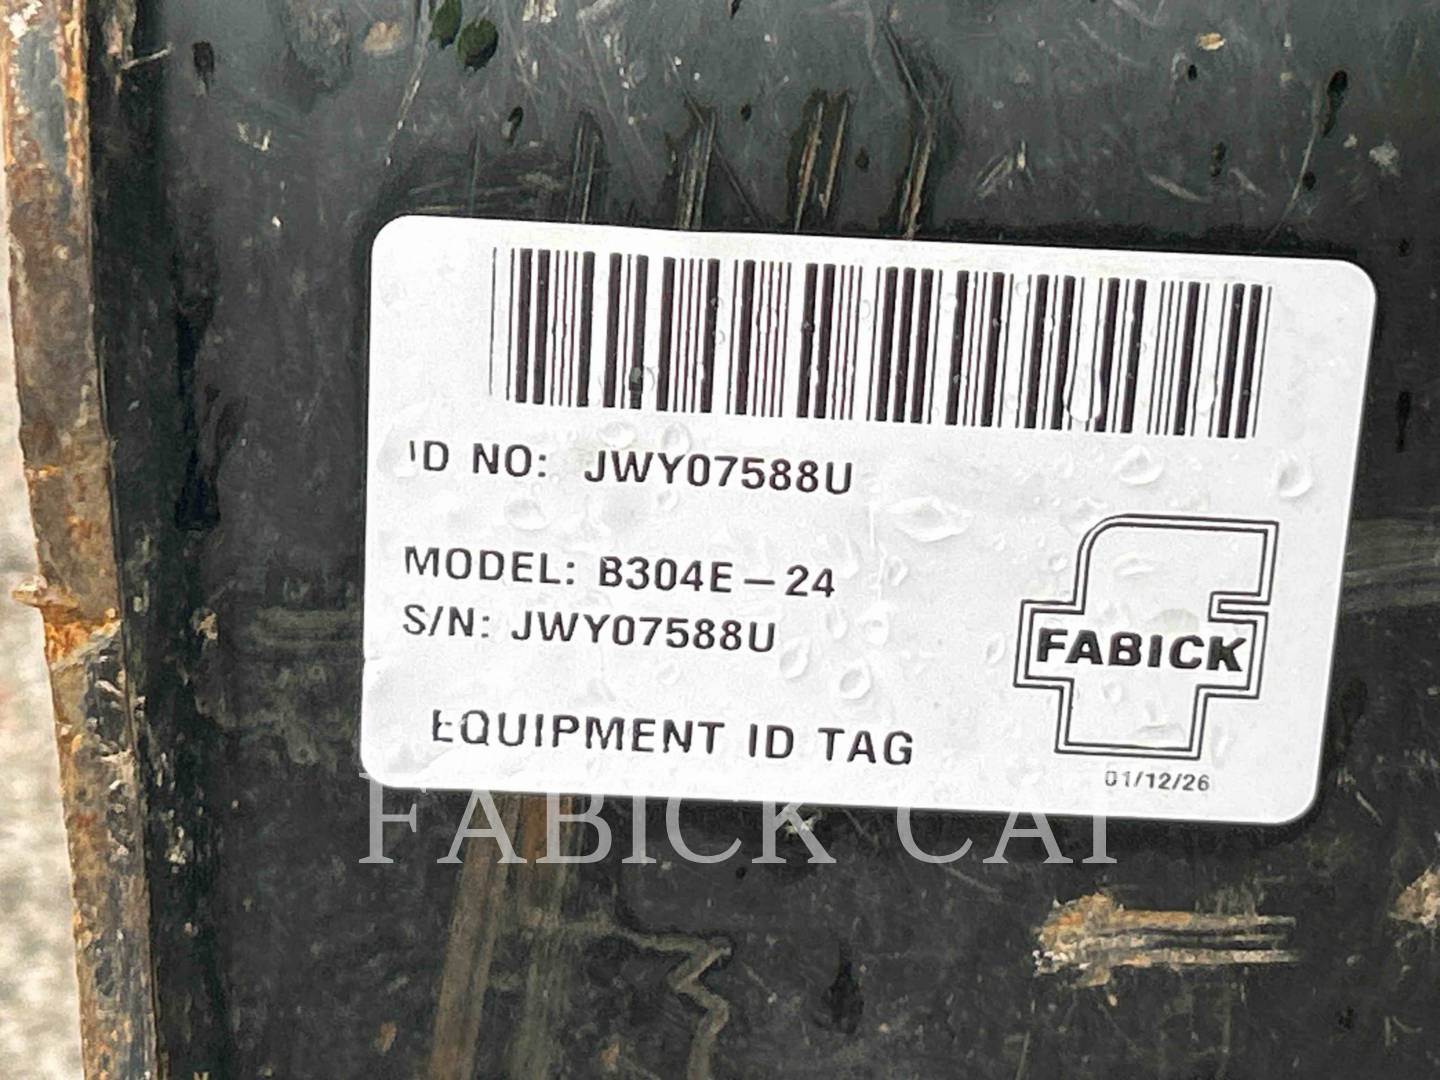 ID NO: JWY07588U
MODEL: B304E-24
S/N: JWY07588U
FABICK
EQUIPMENT ID TAG
01/12/26
FABICK CAT